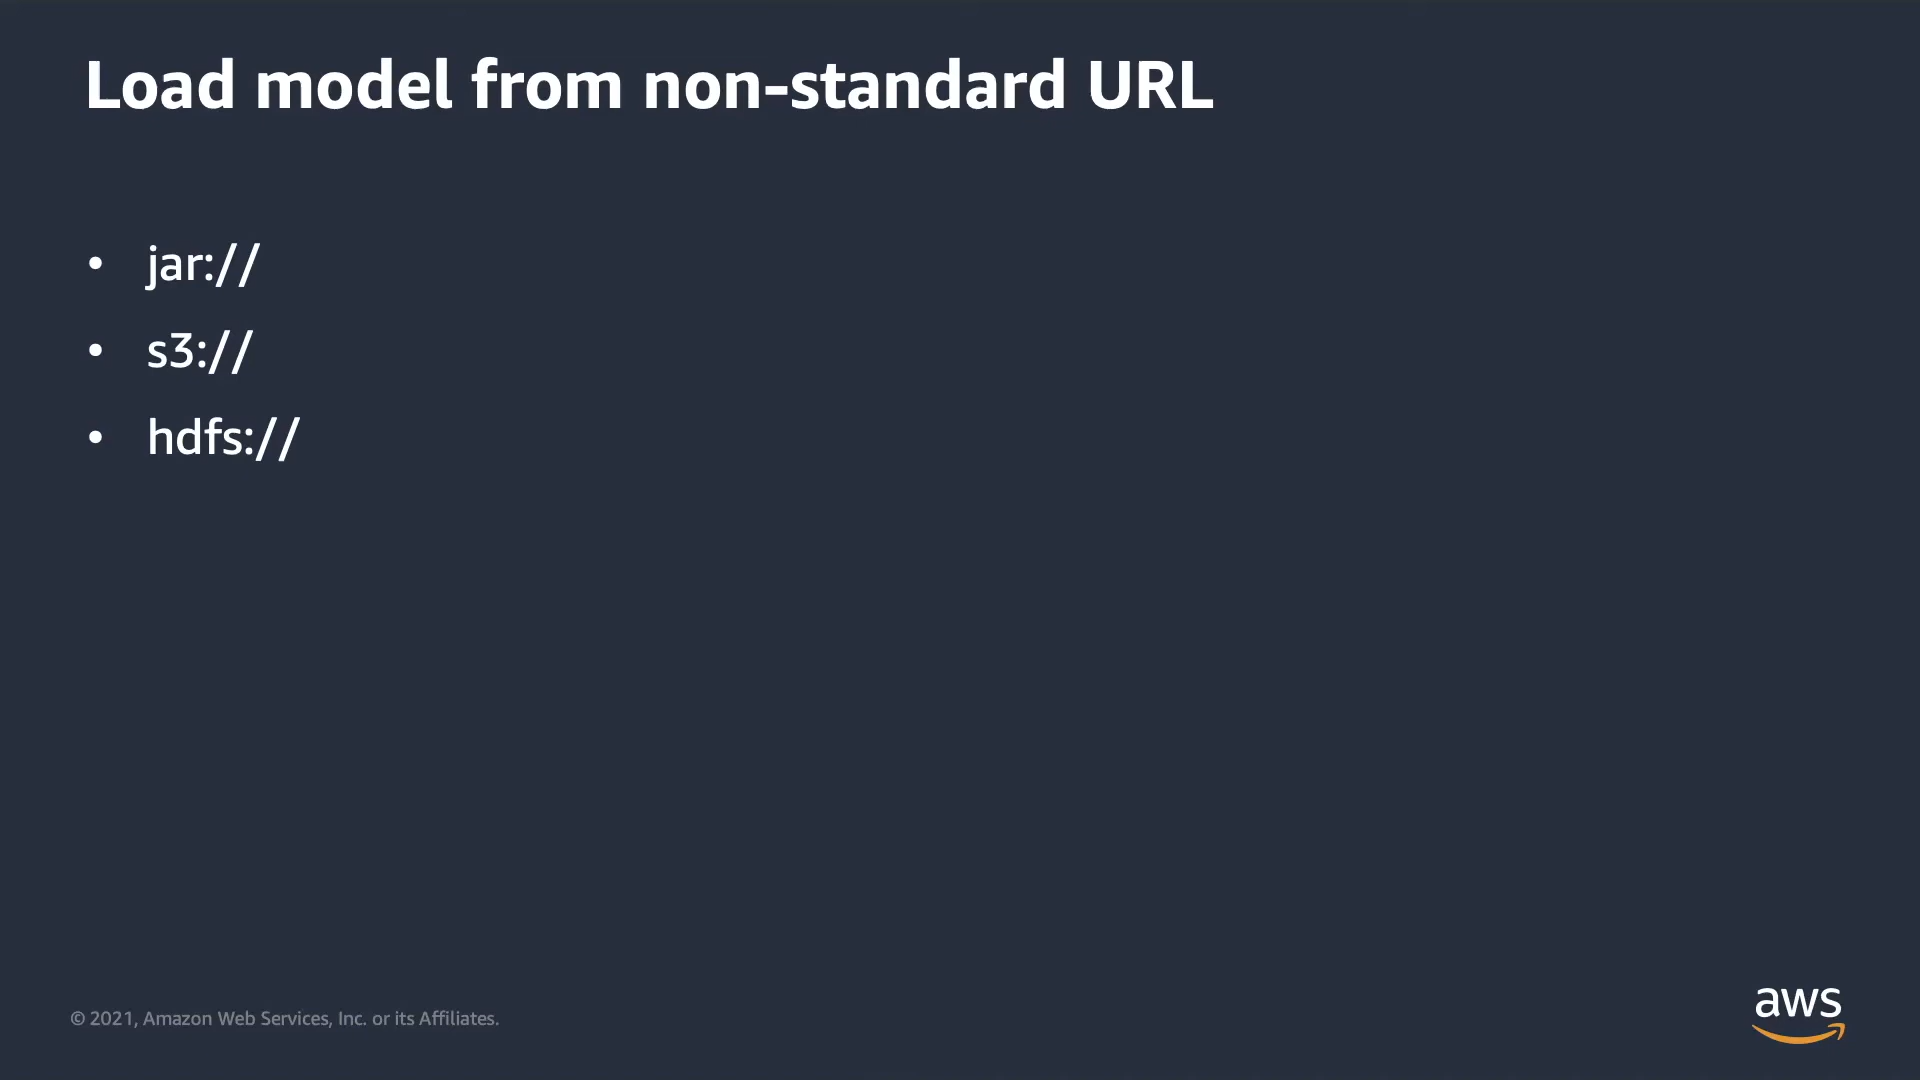 Load model from non-standard URL
• jar://
• s3://
• hdfs://
© 2021, Amazon Web Services, Inc. or its Affiliates.
aws